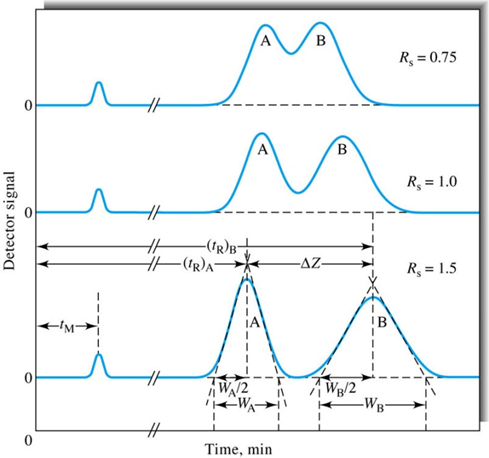 A B
Rs = 0.75
0
A B
Rs = 1.0
0
Detector signal
(tR)B
(tR)A ΔZ
Rs = 1.5
tM
A B
0
WA/2 WB/2
WA WB
0
Time, min